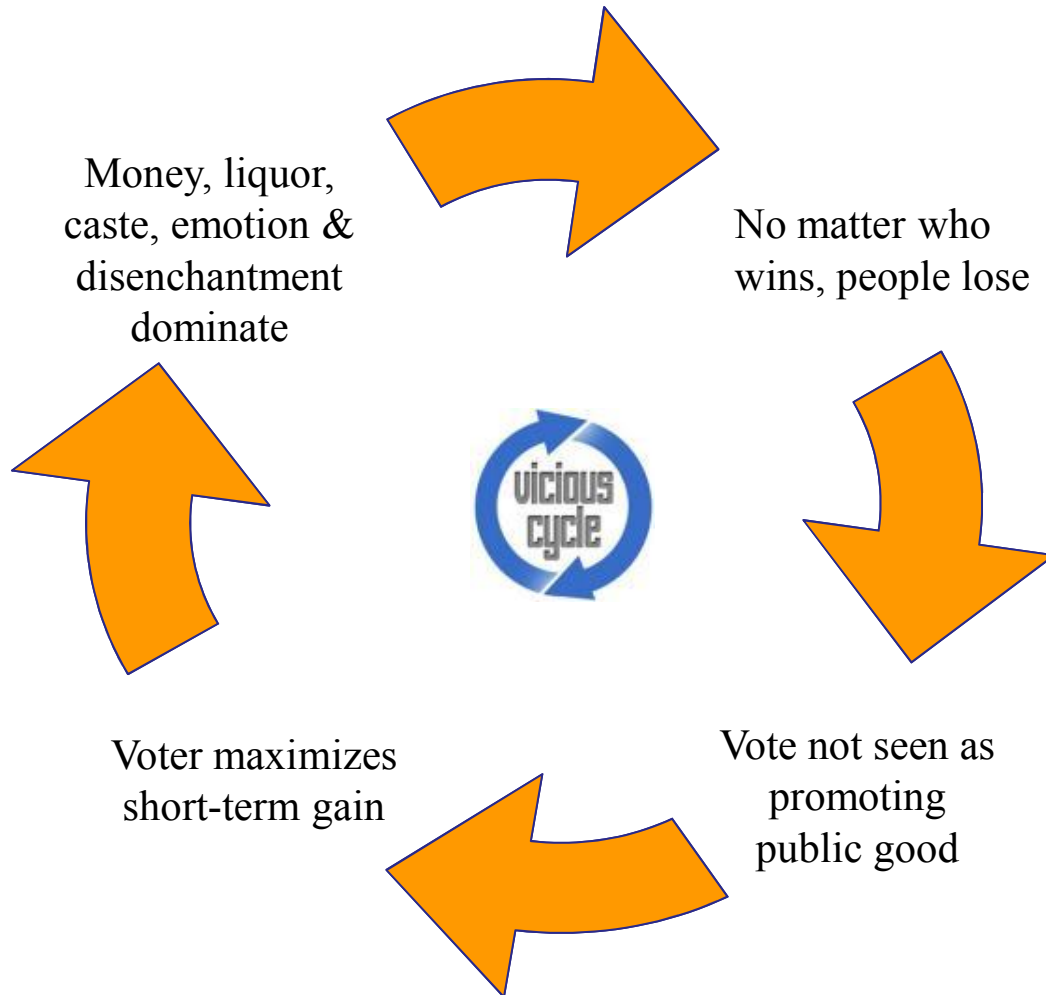 Money, liquor,
caste, emotion &
disenchantment
dominate
No matter who
wins, people lose
vicious
cycle
Vote not seen as
promoting
public good
Voter maximizes
short-term gain